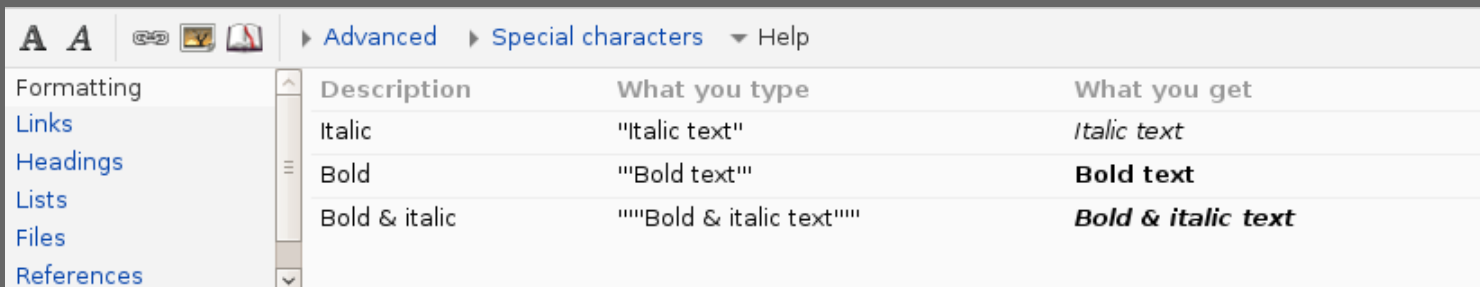 A A Advanced Special characters Help
Formatting Description What you type What you get
Links Italic ''Italic text'' Italic text
Headings Bold '''Bold text''' Bold text
Lists Bold & italic '''''Bold & italic text''''' Bold & italic text
Files
References